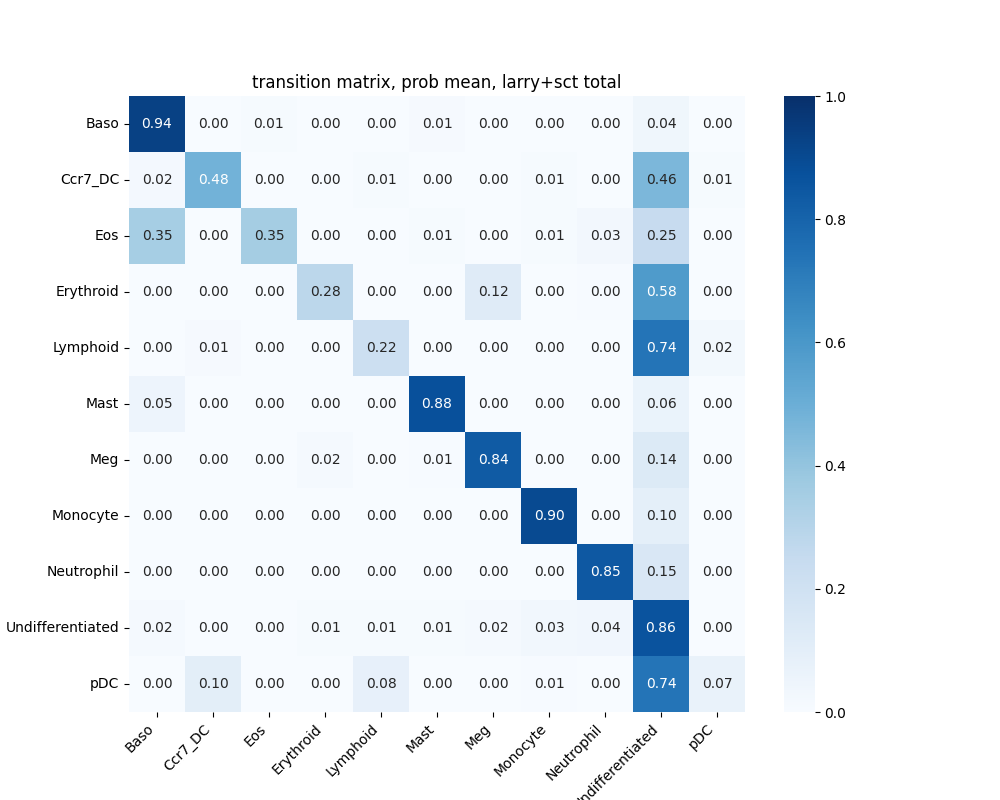 transition matrix, prob mean, larry+sct total
Baso 0.94 0.00 0.01 0.00 0.00 0.01 0.00 0.00 0.00 0.04 0.00
Ccr7_DC 0.02 0.48 0.00 0.00 0.01 0.00 0.00 0.01 0.00 0.46 0.01
Eos 0.35 0.00 0.35 0.00 0.00 0.01 0.00 0.01 0.03 0.25 0.00
Erythroid 0.00 0.00 0.00 0.28 0.00 0.00 0.12 0.00 0.00 0.58 0.00
Lymphoid 0.00 0.01 0.00 0.00 0.22 0.00 0.00 0.00 0.00 0.74 0.02
Mast 0.05 0.00 0.00 0.00 0.00 0.88 0.00 0.00 0.00 0.06 0.00
Meg 0.00 0.00 0.00 0.02 0.00 0.01 0.84 0.00 0.00 0.14 0.00
Monocyte 0.00 0.00 0.00 0.00 0.00 0.00 0.00 0.90 0.00 0.10 0.00
Neutrophil 0.00 0.00 0.00 0.00 0.00 0.00 0.00 0.00 0.85 0.15 0.00
Undifferentiated 0.02 0.00 0.00 0.01 0.01 0.01 0.02 0.03 0.04 0.86 0.00
pDC 0.00 0.10 0.00 0.00 0.08 0.00 0.00 0.01 0.00 0.74 0.07
Baso Ccr7_DC Eos Erythroid Lymphoid Mast Meg Monocyte Neutrophil ndifferentiated pDC
1.0
0.8
0.6
0.4
0.2
0.0